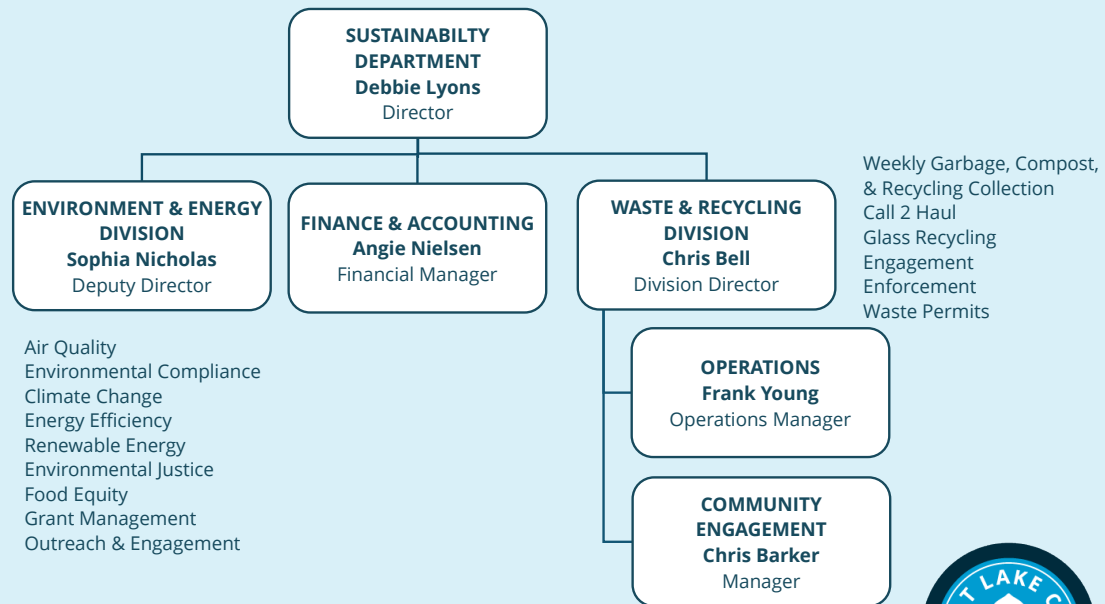 SUSTAINABILTY
DEPARTMENT
Debbie Lyons
Director
ENVIRONMENT & ENERGY
DIVISION
Sophia Nicholas
Deputy Director
FINANCE & ACCOUNTING
Angie Nielsen
Financial Manager
WASTE & RECYCLING
DIVISION
Chris Bell
Division Director
Weekly Garbage, Compost,
& Recycling Collection
Call 2 Haul
Glass Recycling
Engagement
Enforcement
Waste Permits
Air Quality
Environmental Compliance
Climate Change
Energy Efficiency
Renewable Energy
Environmental Justice
Food Equity
Grant Management
Outreach & Engagement
OPERATIONS
Frank Young
Operations Manager
COMMUNITY
ENGAGEMENT
Chris Barker
Manager
LAKE